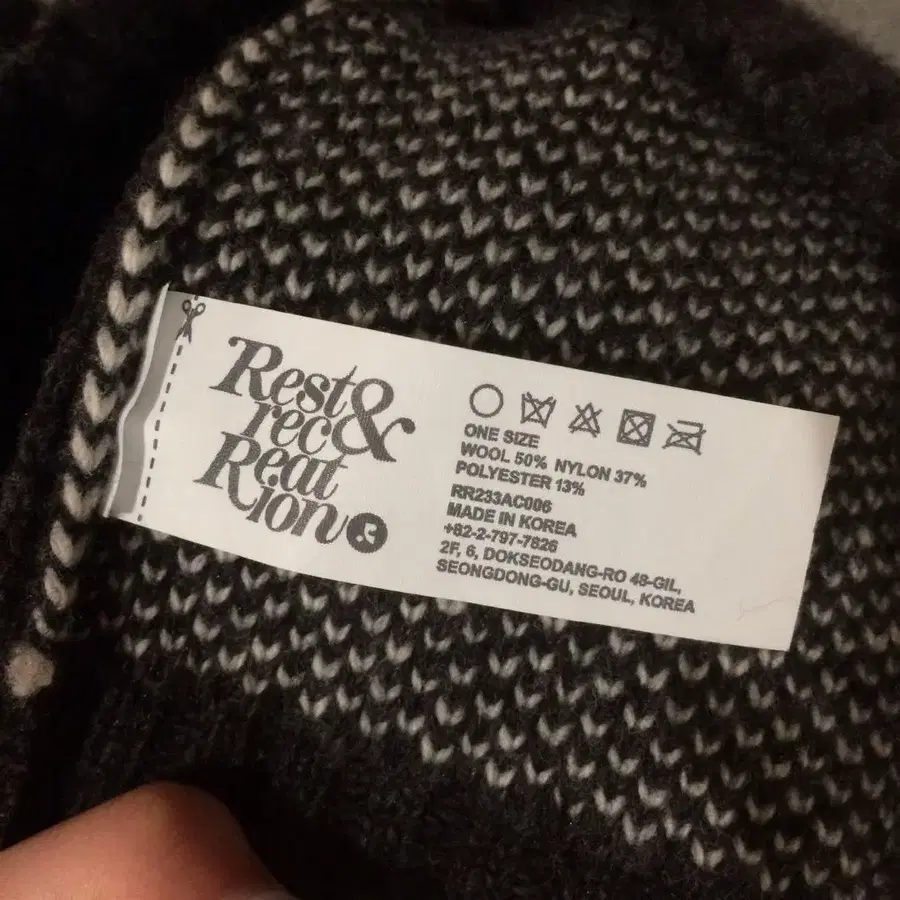 Rest &
rec
Reat
ion
ONE SIZE
WOOL 50% NYLON 37%
POLYESTER 13%
RR233AC006
MADE IN KOREA
+82-2-797-7826
2F, 6, DOKSEODANG-RO 48-GIL,
SEONGDONG-GU, SEOUL, KOREA